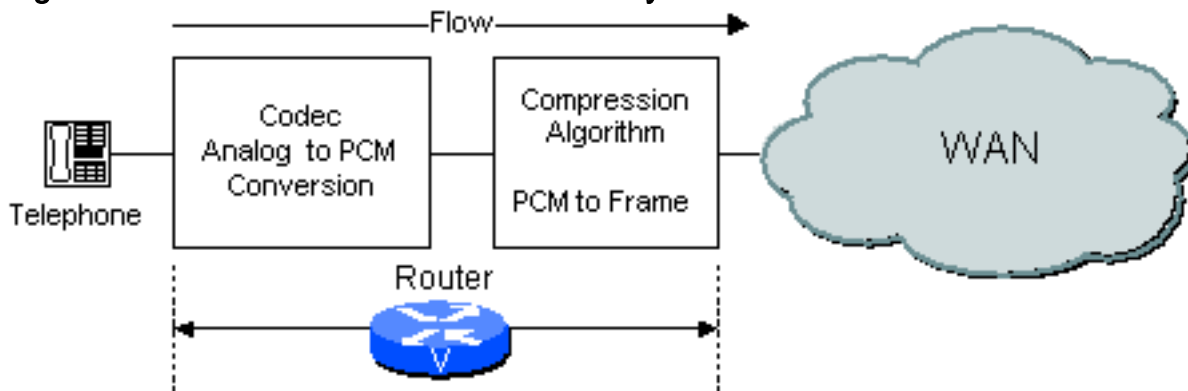 Flow
Codec
Analog to PCM
Conversion
Compression
Algorithm
PCM to Frame
WAN
Telephone
Router
V